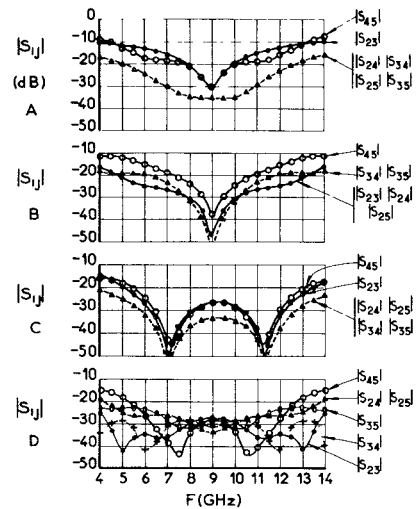 -10
|S45|
|S23|
|S24| |S34|
|S25| |S35|
|Sij|
(dB)
A
-20
-30
-40
-50
-10
|S45|
|S34| |S35|
|S23| |S24|
|S25|
|Sij|
B
-20
-30
-40
-50
-10
|S45|
|S23|
|S24| |S25|
|S34| |S35|
|Sij|
C
-20
-30
-40
-50
-10
|S45|
|S24| |S25|
|S35|
|S34|
|S23|
|Sij|
D
-20
-30
-40
-50
4 5 6 7 8 9 10 11 12 13 14
F(GHz)